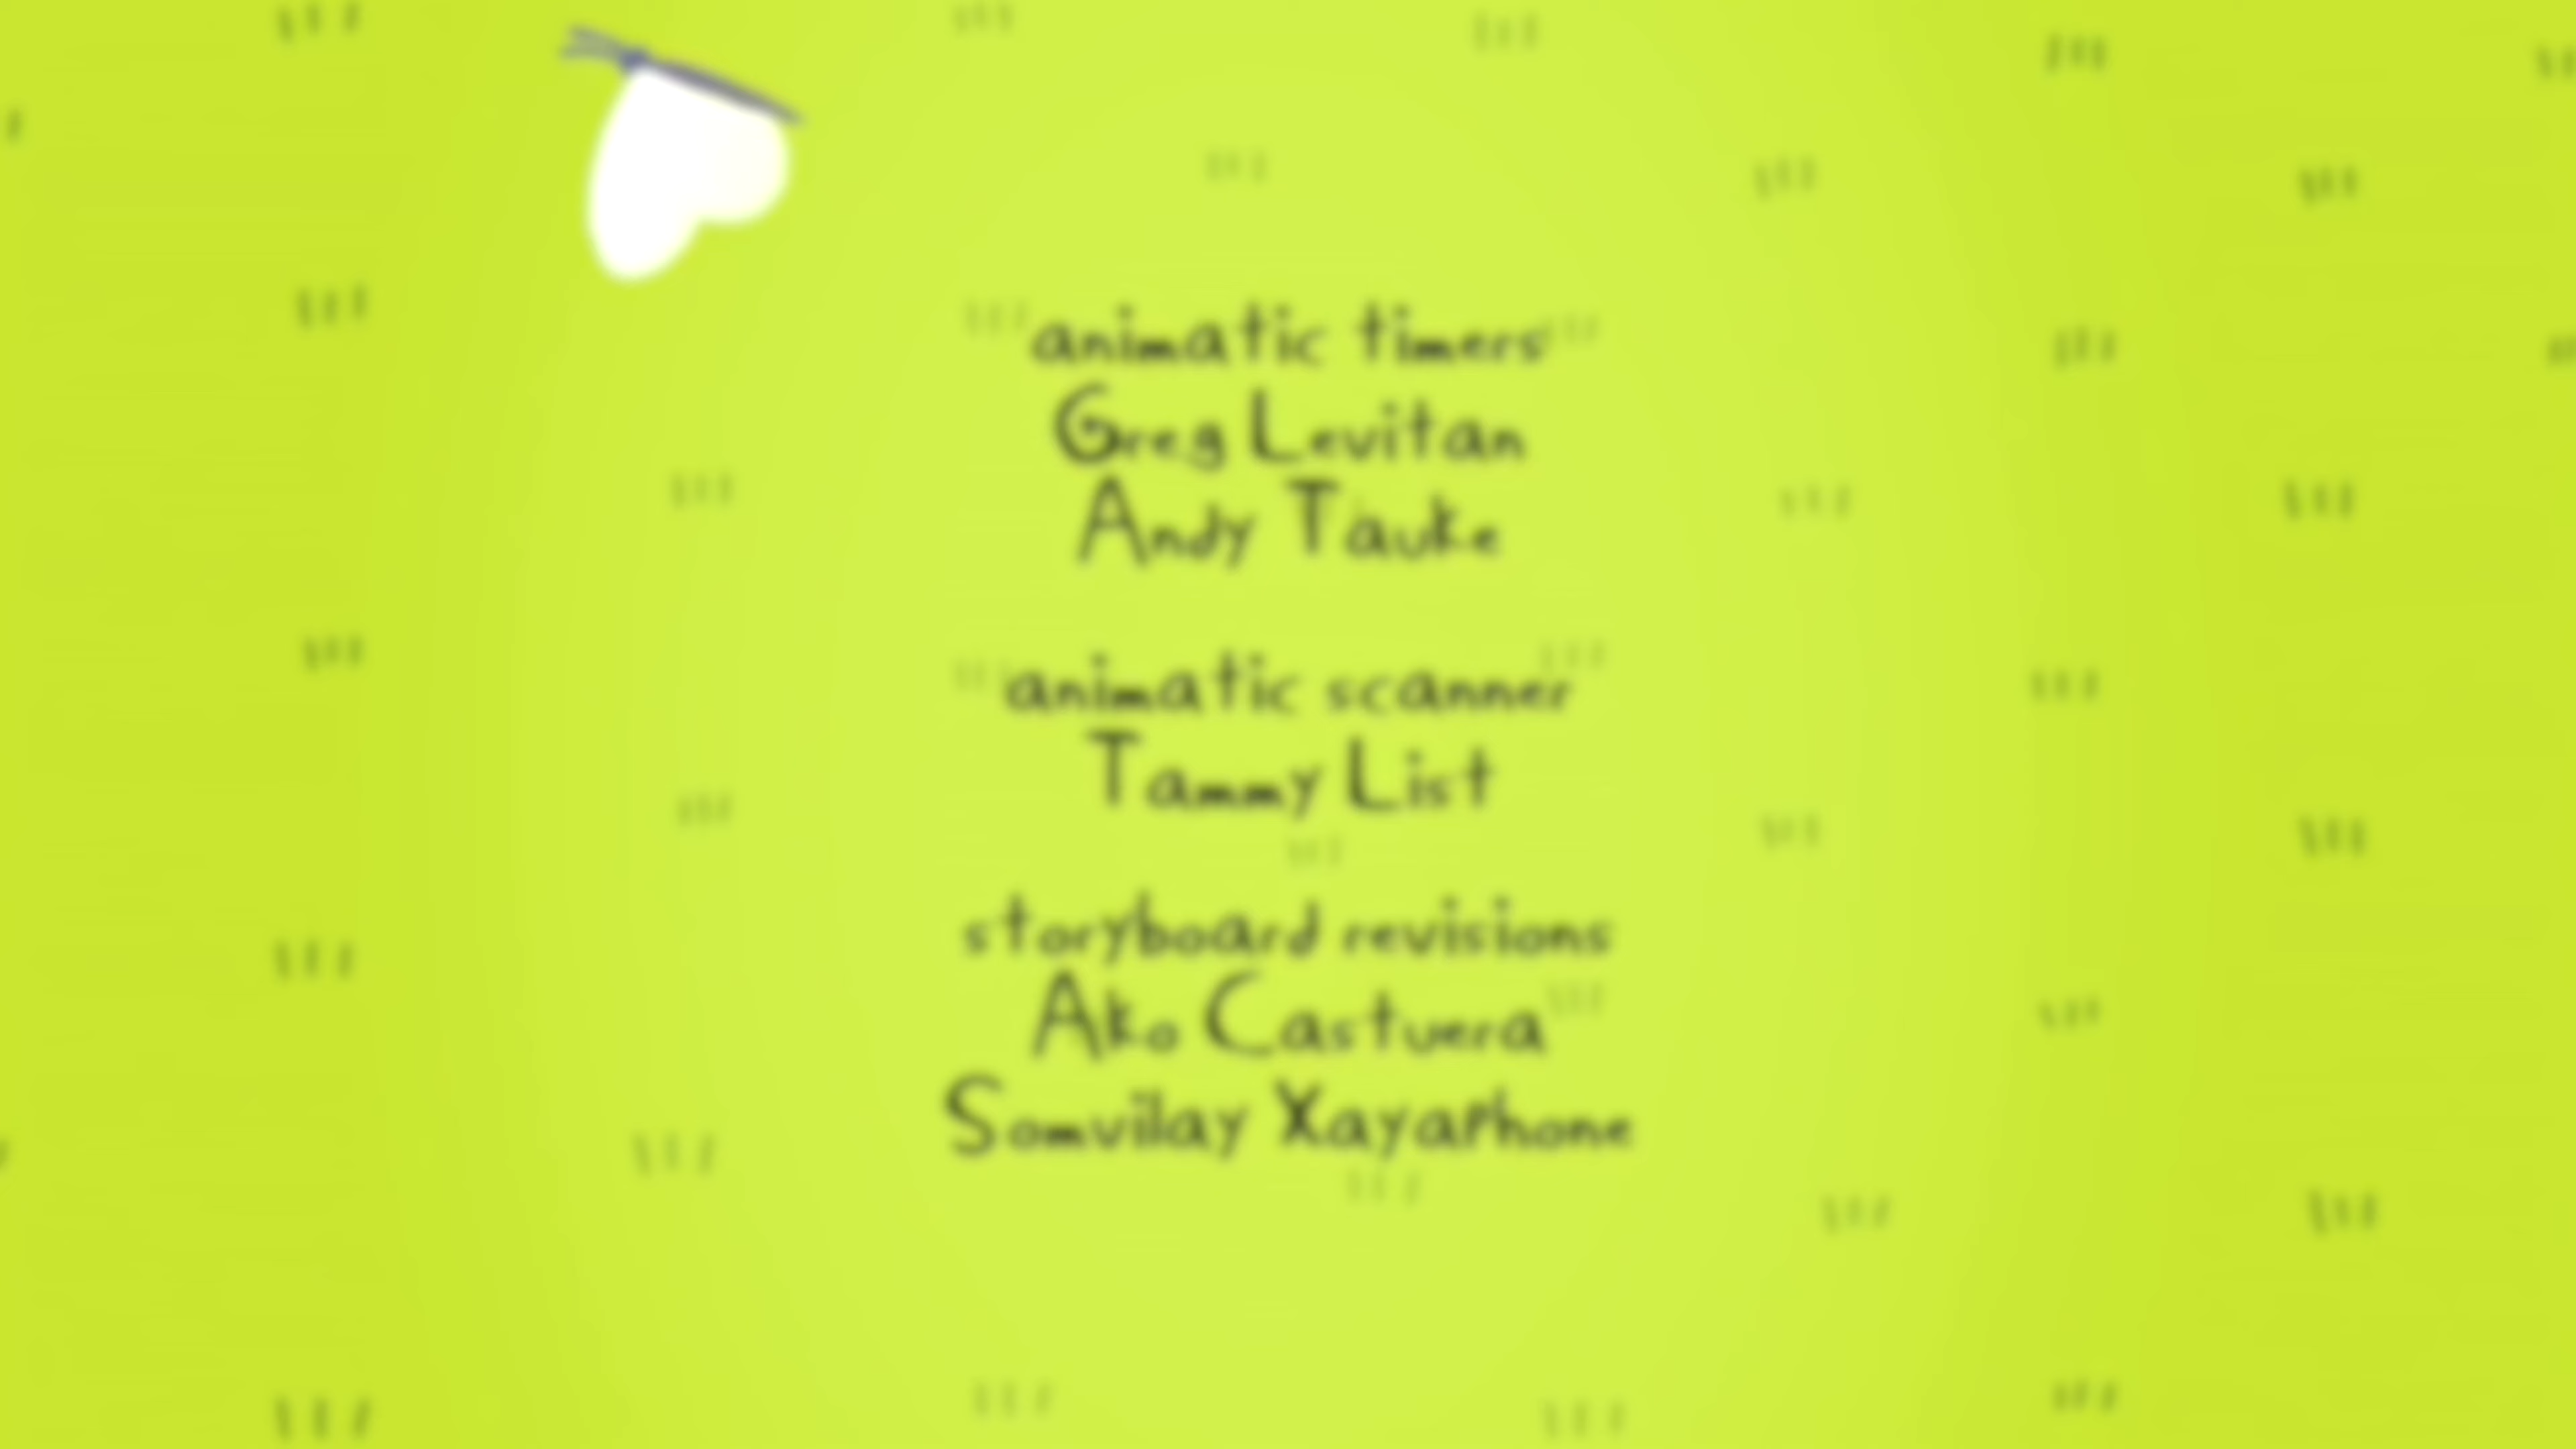 animatic timers
Greg Levitan
Andy Tauke
animatic scanner
Tammy List
storyboard revisions
Ako Castuera
Somvilay Xayaphone